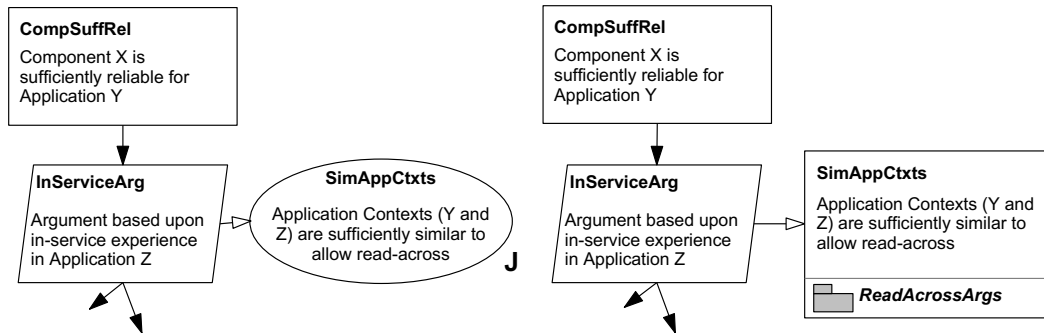 CompSuffRel
Component X is
sufficiently reliable for
Application Y
InServiceArg
Argument based upon
in-service experience
in Application Z
SimAppCtxts
Application Contexts (Y and
Z) are sufficiently similar to
allow read-across
J
CompSuffRel
Component X is
sufficiently reliable for
Application Y
InServiceArg
Argument based upon
in-service experience
in Application Z
SimAppCtxts
Application Contexts (Y and
Z) are sufficiently similar to
allow read-across
ReadAcrossArgs